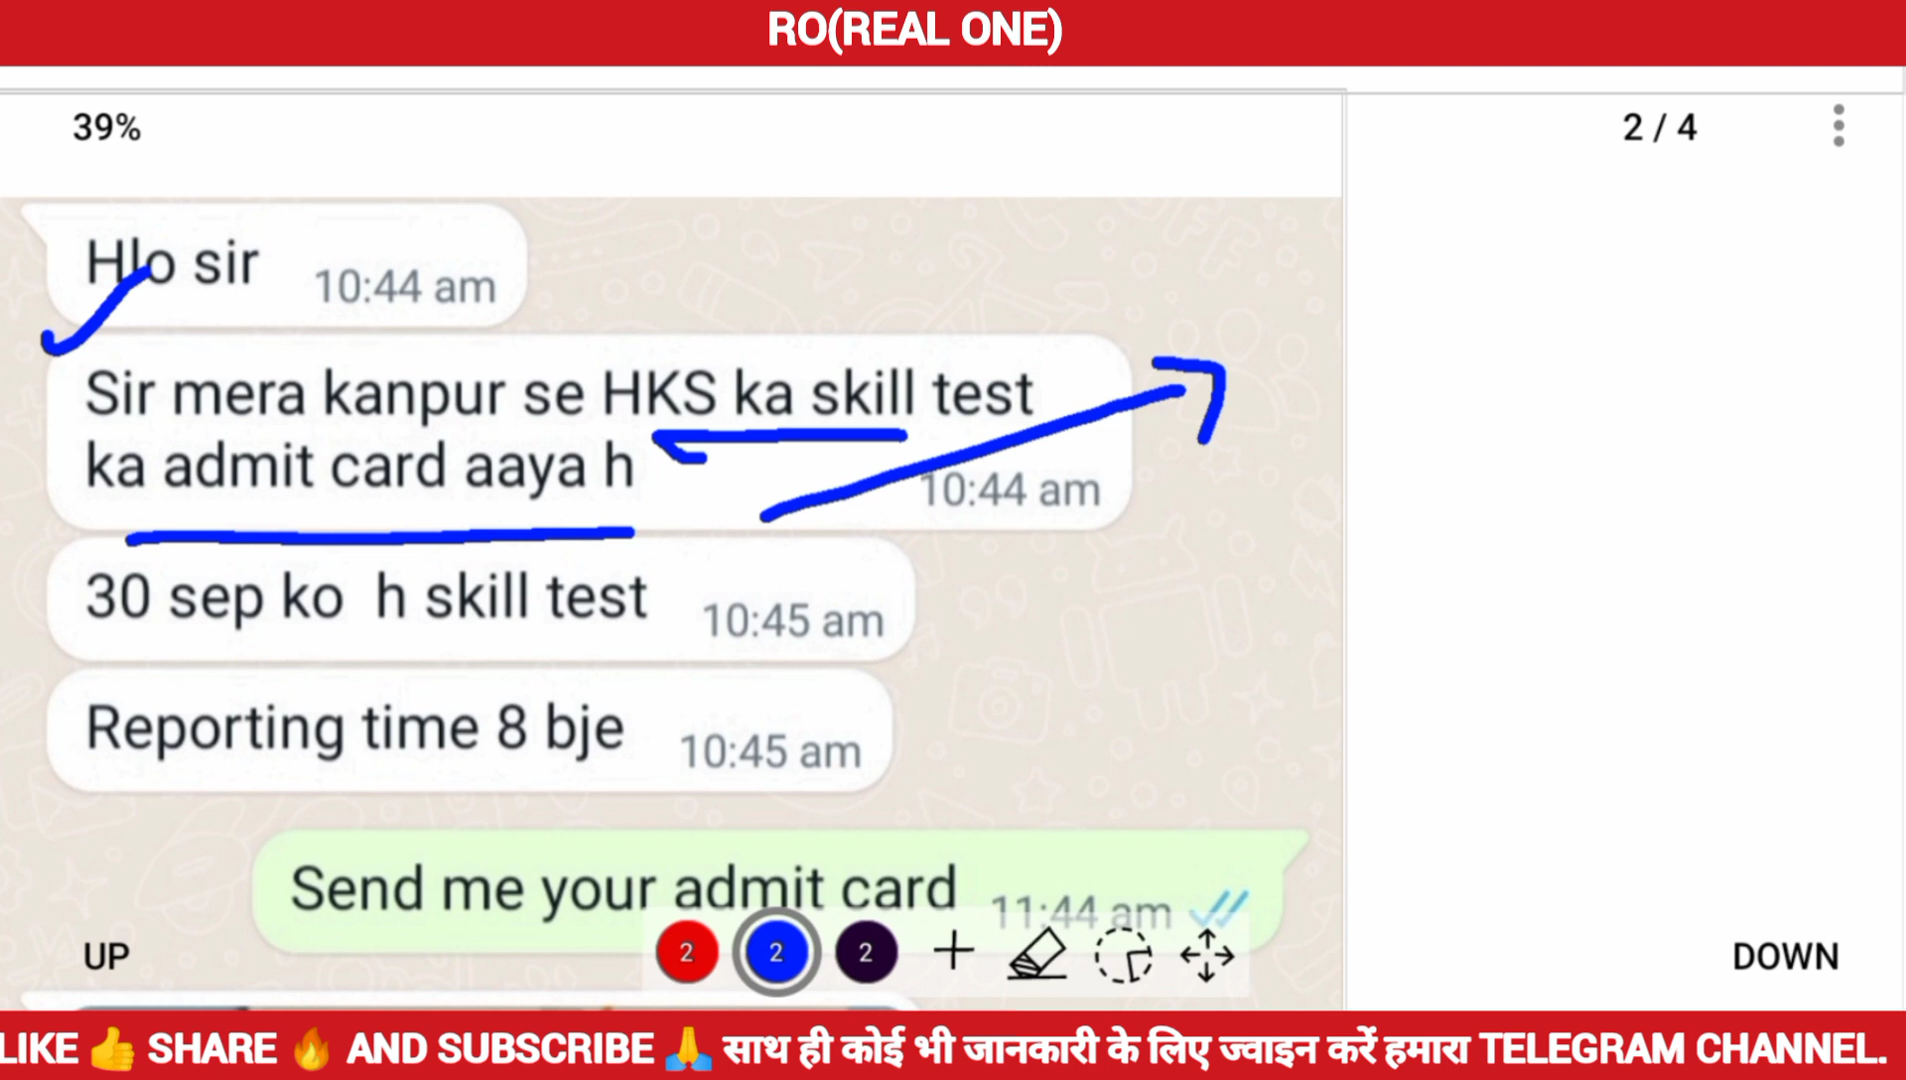 RO(REAL ONE)
39%
2 / 4
Hlo sir 10:44 am
Sir mera kanpur se HKS ka skill test
ka admit card aaya h 10:44 am
30 sep ko h skill test 10:45 am
Reporting time 8 bje 10:45 am
Send me your admit card 11:44 am
UP
2 2 2
DOWN
LIKE 👍 SHARE 🔥 AND SUBSCRIBE 🙏 साथ ही कोई भी जानकारी के लिए ज्वाइन करें हमारा TELEGRAM CHANNEL.